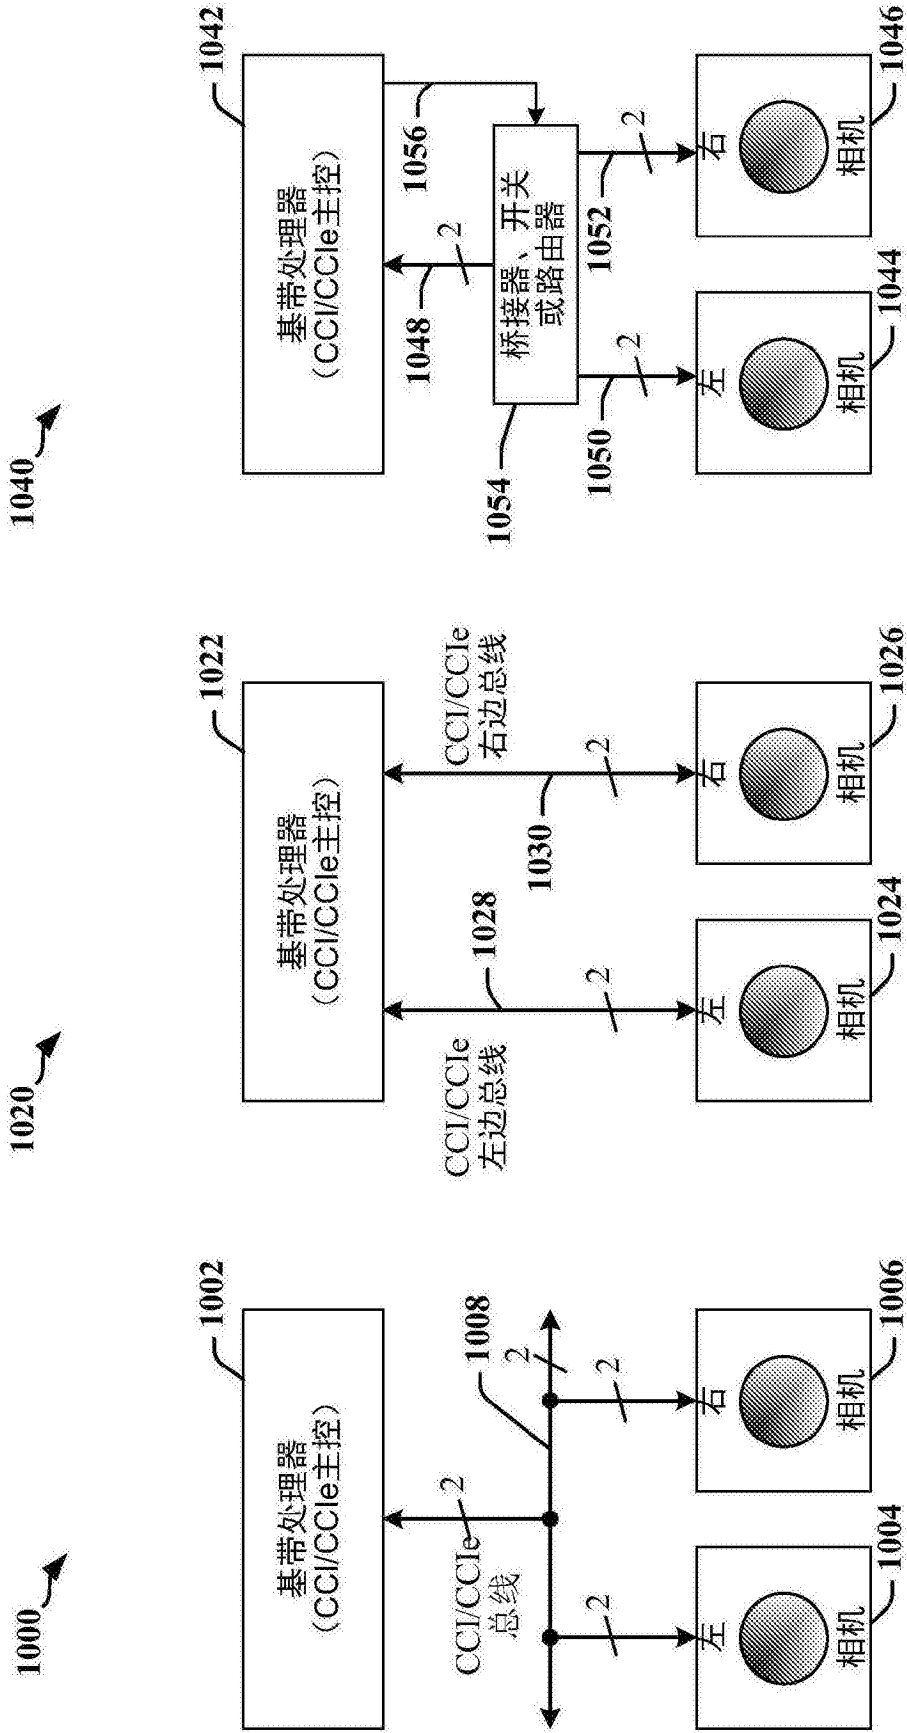 1000
1002
基带处理器
（CCI/CCIe主控）
2
CCI/CCIe
总线
1008
2
2
2
左
相机
1004
右
相机
1006
1020
1022
基带处理器
（CCI/CCIe主控）
CCI/CCIe
左边总线
1028
2
CCI/CCIe
右边总线
1030
2
左
相机
1024
右
相机
1026
1040
1042
基带处理器
（CCI/CCIe主控）
1048
2
1056
桥接器、开关
或路由器
1054
1050
2
1052
2
左
相机
1044
右
相机
1046